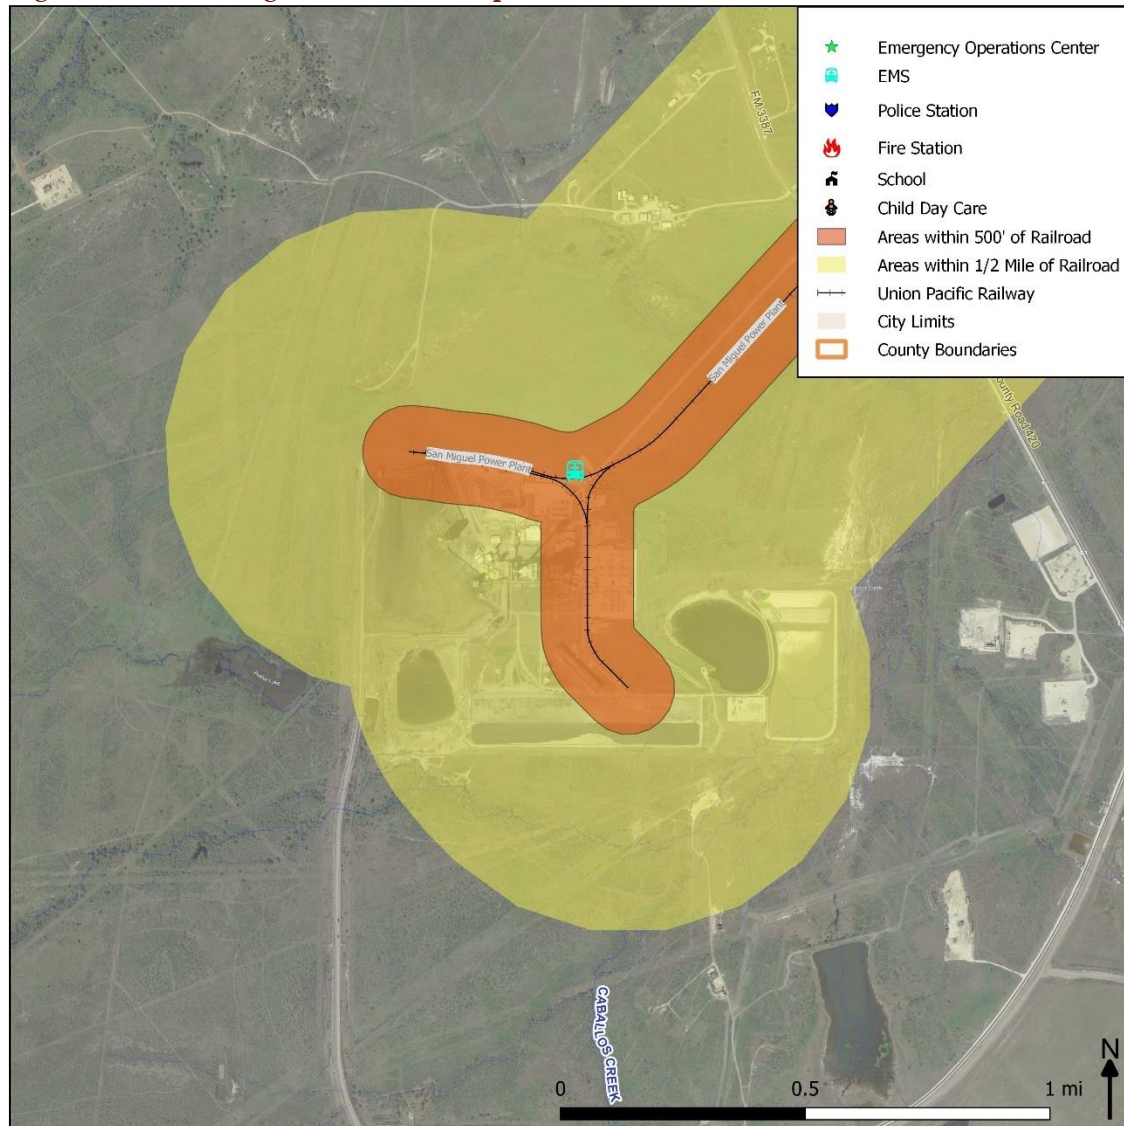 Emergency Operations Center
EMS
Police Station
Fire Station
School
Child Day Care
Areas within 500' of Railroad
Areas within 1/2 Mile of Railroad
Union Pacific Railway
City Limits
County Boundaries
FM 3387
San Miguel Power Plant
County Road 420
San Miguel Power Plant
CABALLOS CREEK
0 0.5 1 mi
N